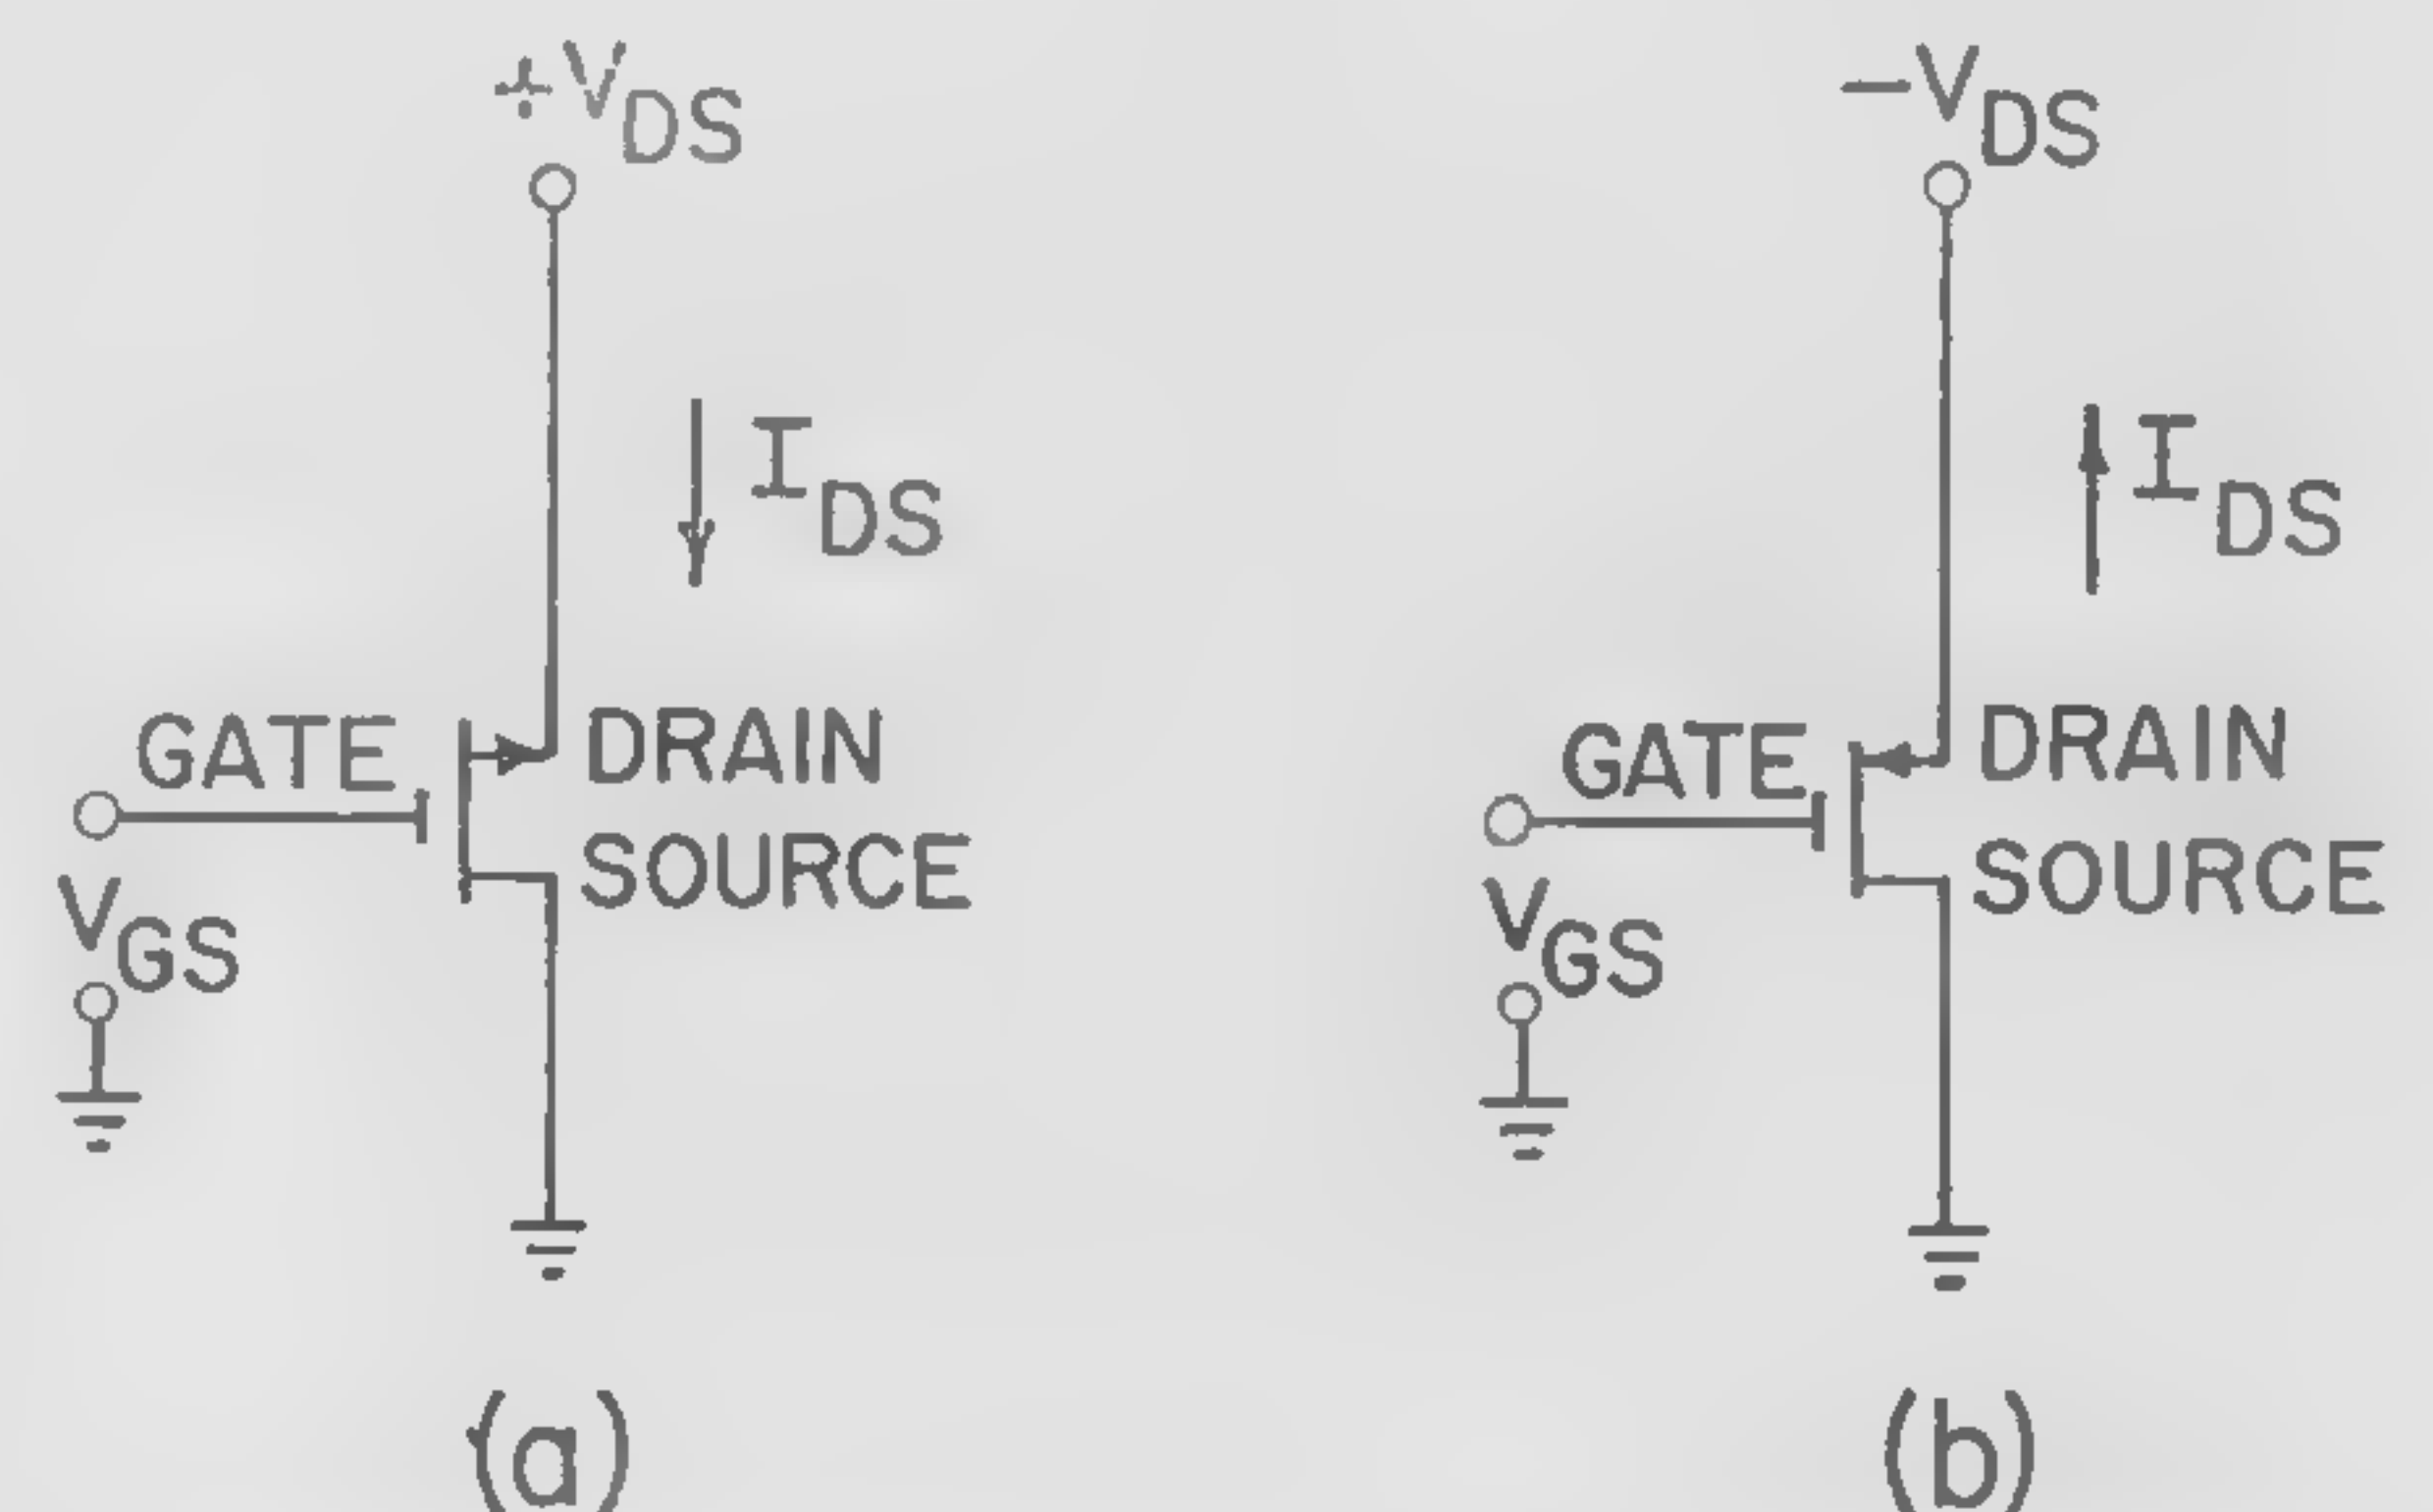 +VDS
IDS
GATE
DRAIN
SOURCE
VGS
(a)
-VDS
IDS
GATE
DRAIN
SOURCE
VGS
(b)